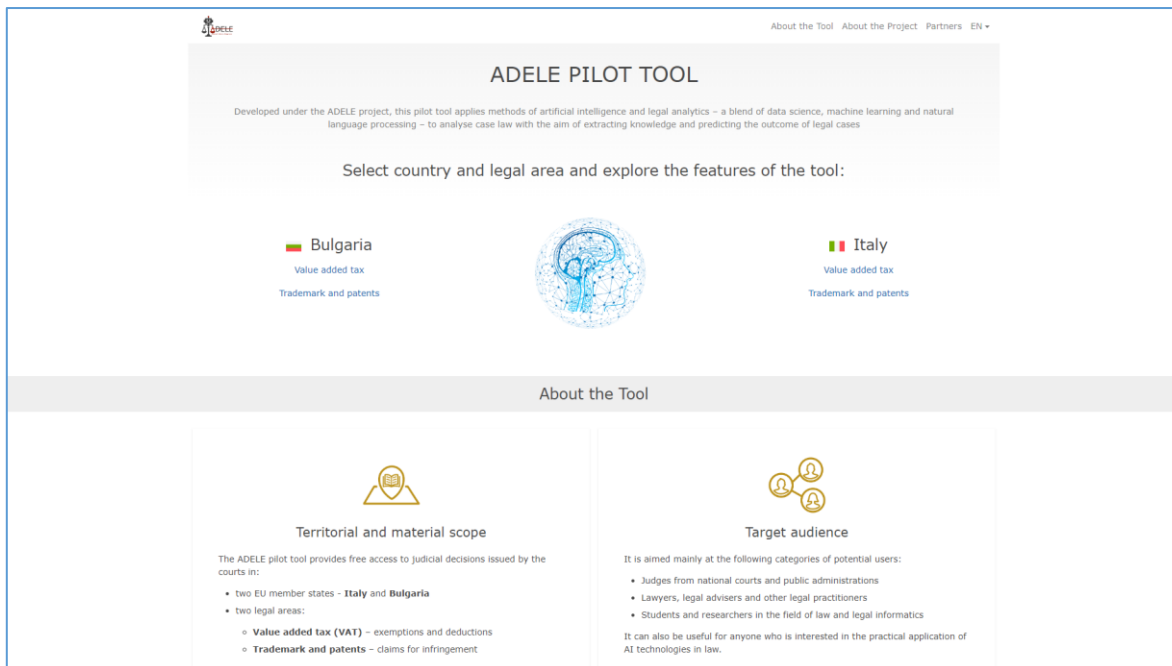 ADELE
About the Tool About the Project Partners EN
ADELE PILOT TOOL
Developed under the ADELE project, this pilot tool applies methods of artificial intelligence and legal analytics – a blend of data science, machine learning and natural
language processing – to analyse case law with the aim of extracting knowledge and predicting the outcome of legal cases
Select country and legal area and explore the features of the tool:
Bulgaria
Value added tax
Trademark and patents
Italy
Value added tax
Trademark and patents
About the Tool
Territorial and material scope
The ADELE pilot tool provides free access to judicial decisions issued by the
courts in:
• two EU member states - Italy and Bulgaria
• two legal areas:
◦ Value added tax (VAT) – exemptions and deductions
◦ Trademark and patents – claims for infringement
Target audience
It is aimed mainly at the following categories of potential users:
• Judges from national courts and public administrations
• Lawyers, legal advisers and other legal practitioners
• Students and researchers in the field of law and legal informatics
It can also be useful for anyone who is interested in the practical application of
AI technologies in law.